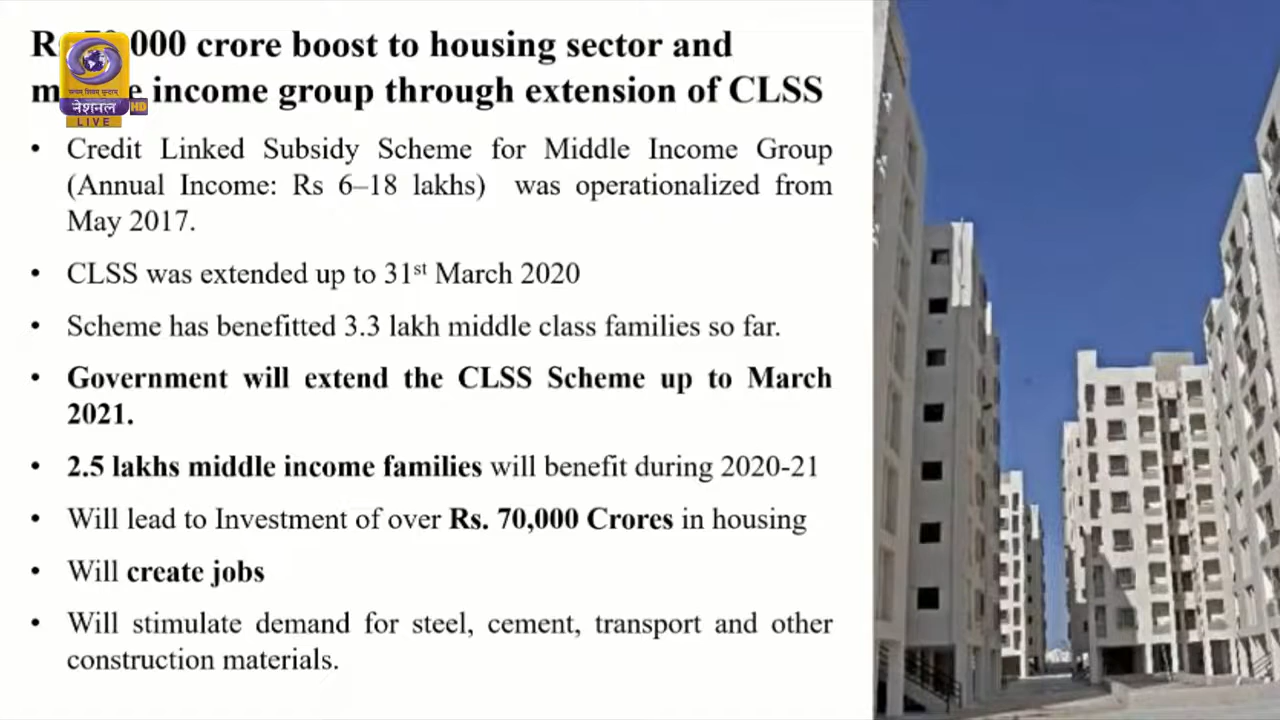 000 crore boost to housing sector and
income group through extension of CLSS
सत्यम् शिवम् सुन्दरम्
नेशनल HD
LIVE
• Credit Linked Subsidy Scheme for Middle Income Group
(Annual Income: Rs 6–18 lakhs) was operationalized from
May 2017.
• CLSS was extended up to 31st March 2020
• Scheme has benefitted 3.3 lakh middle class families so far.
• Government will extend the CLSS Scheme up to March
2021.
• 2.5 lakhs middle income families will benefit during 2020-21
• Will lead to Investment of over Rs. 70,000 Crores in housing
• Will create jobs
• Will stimulate demand for steel, cement, transport and other
construction materials.